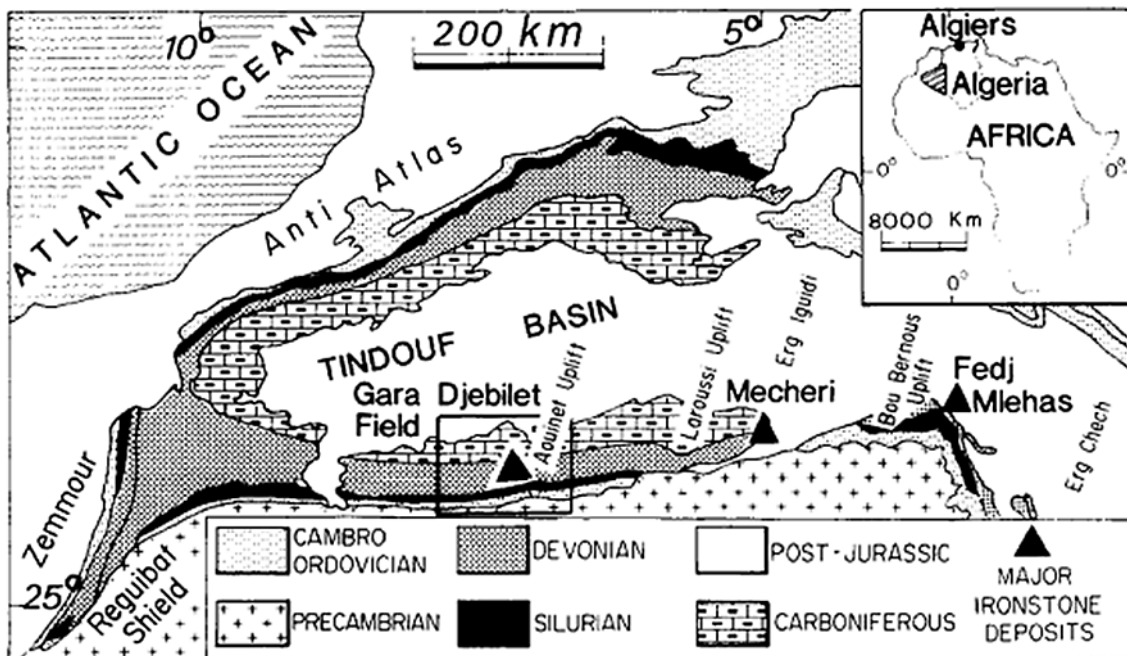 10°
200 km
5°
ATLANTIC OCEAN
Anti Atlas
Algiers
Algeria
AFRICA
0°
0°
8000 Km
0°
TINDOUF BASIN
Gara Djebilet
Field
Aouinet Uplift
Laroussi Uplift
Erg Iguidi
Mecheri
Bou Bernous
Uplift
Fedj
Mlehas
Erg Chech
Zemmour
25°
Reguibat
Shield
CAMBRO
ORDOVICIAN
DEVONIAN
POST-JURASSIC
PRECAMBRIAN
SILURIAN
CARBONIFEROUS
MAJOR
IRONSTONE
DEPOSITS